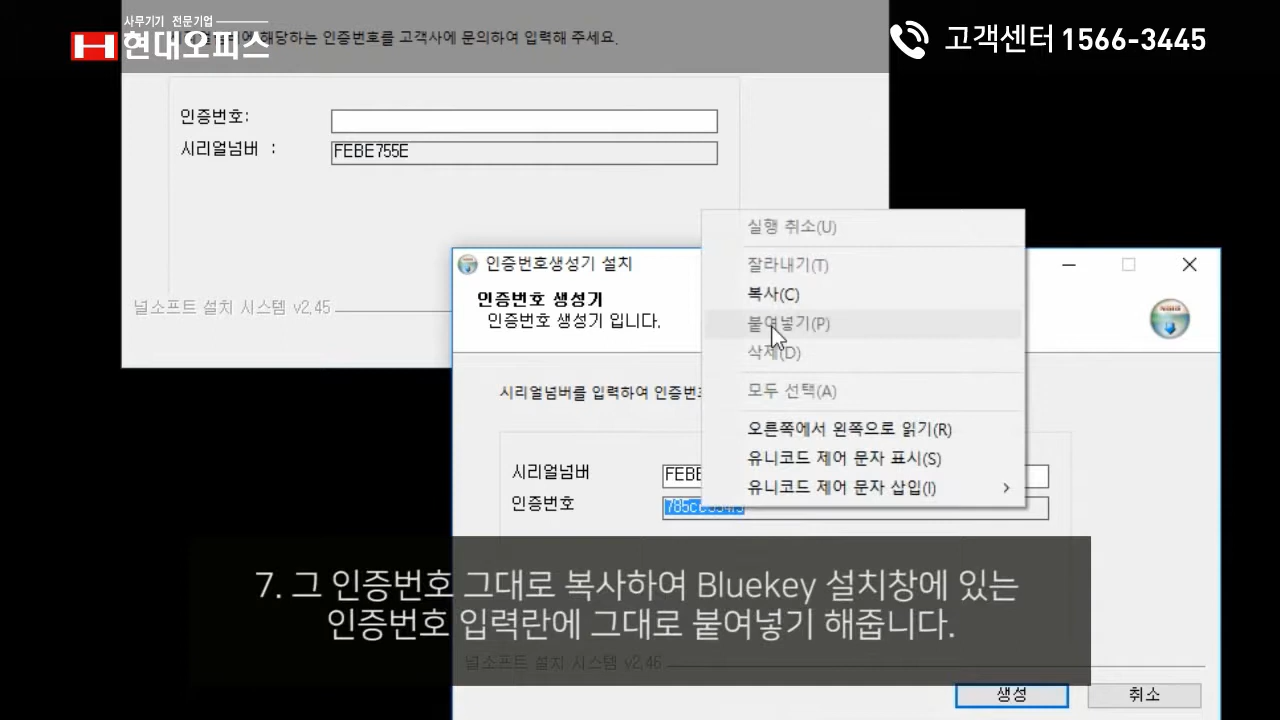 사무기기 전문기업
현대오피스
고객센터 1566-3445
해당하는 인증번호를 고객사에 문의하여 입력해 주세요.
인증번호:
시리얼넘버 :
FEBE755E
널소프트 설치 시스템 v2,45
인증번호생성기 설치
인증번호 생성기
인증번호 생성기 입니다.
시리얼넘버를 입력하여
시리얼넘버
FEBE
인증번호
실행 취소(U)
잘라내기(T)
복사(C)
붙여넣기(P)
삭제(D)
모두 선택(A)
오른쪽에서 왼쪽으로 읽기(R)
유니코드 제어 문자 표시(S)
유니코드 제어 문자 삽입(I)
7. 그 인증번호 그대로 복사하여 Bluekey 설치창에 있는
인증번호 입력란에 그대로 붙여넣기 해줍니다.
널소프트 설치 시스템 v2,46
생성
취소